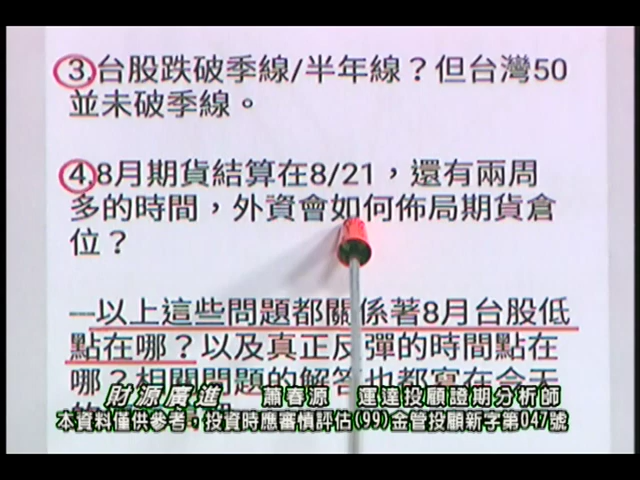 3.台股跌破季線/半年線？但台灣50
並未破季線。
4.8月期貨結算在8/21，還有兩周
多的時間，外資會如何佈局期貨倉
位？
一以上這些問題都關係著8月台股低
點在哪？以及真正反彈的時間點在
哪？相關問題的解答也都寫在今天
財源廣進 蕭春源 運達投顧證期分析師
本資料僅供參考，投資時應審慎評估(99)金管投顧新字第047號